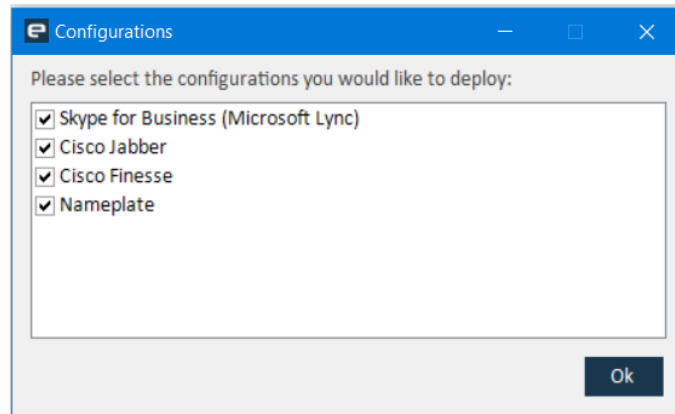 Configurations
Please select the configurations you would like to deploy:
Skype for Business (Microsoft Lync)
Cisco Jabber
Cisco Finesse
Nameplate
Ok